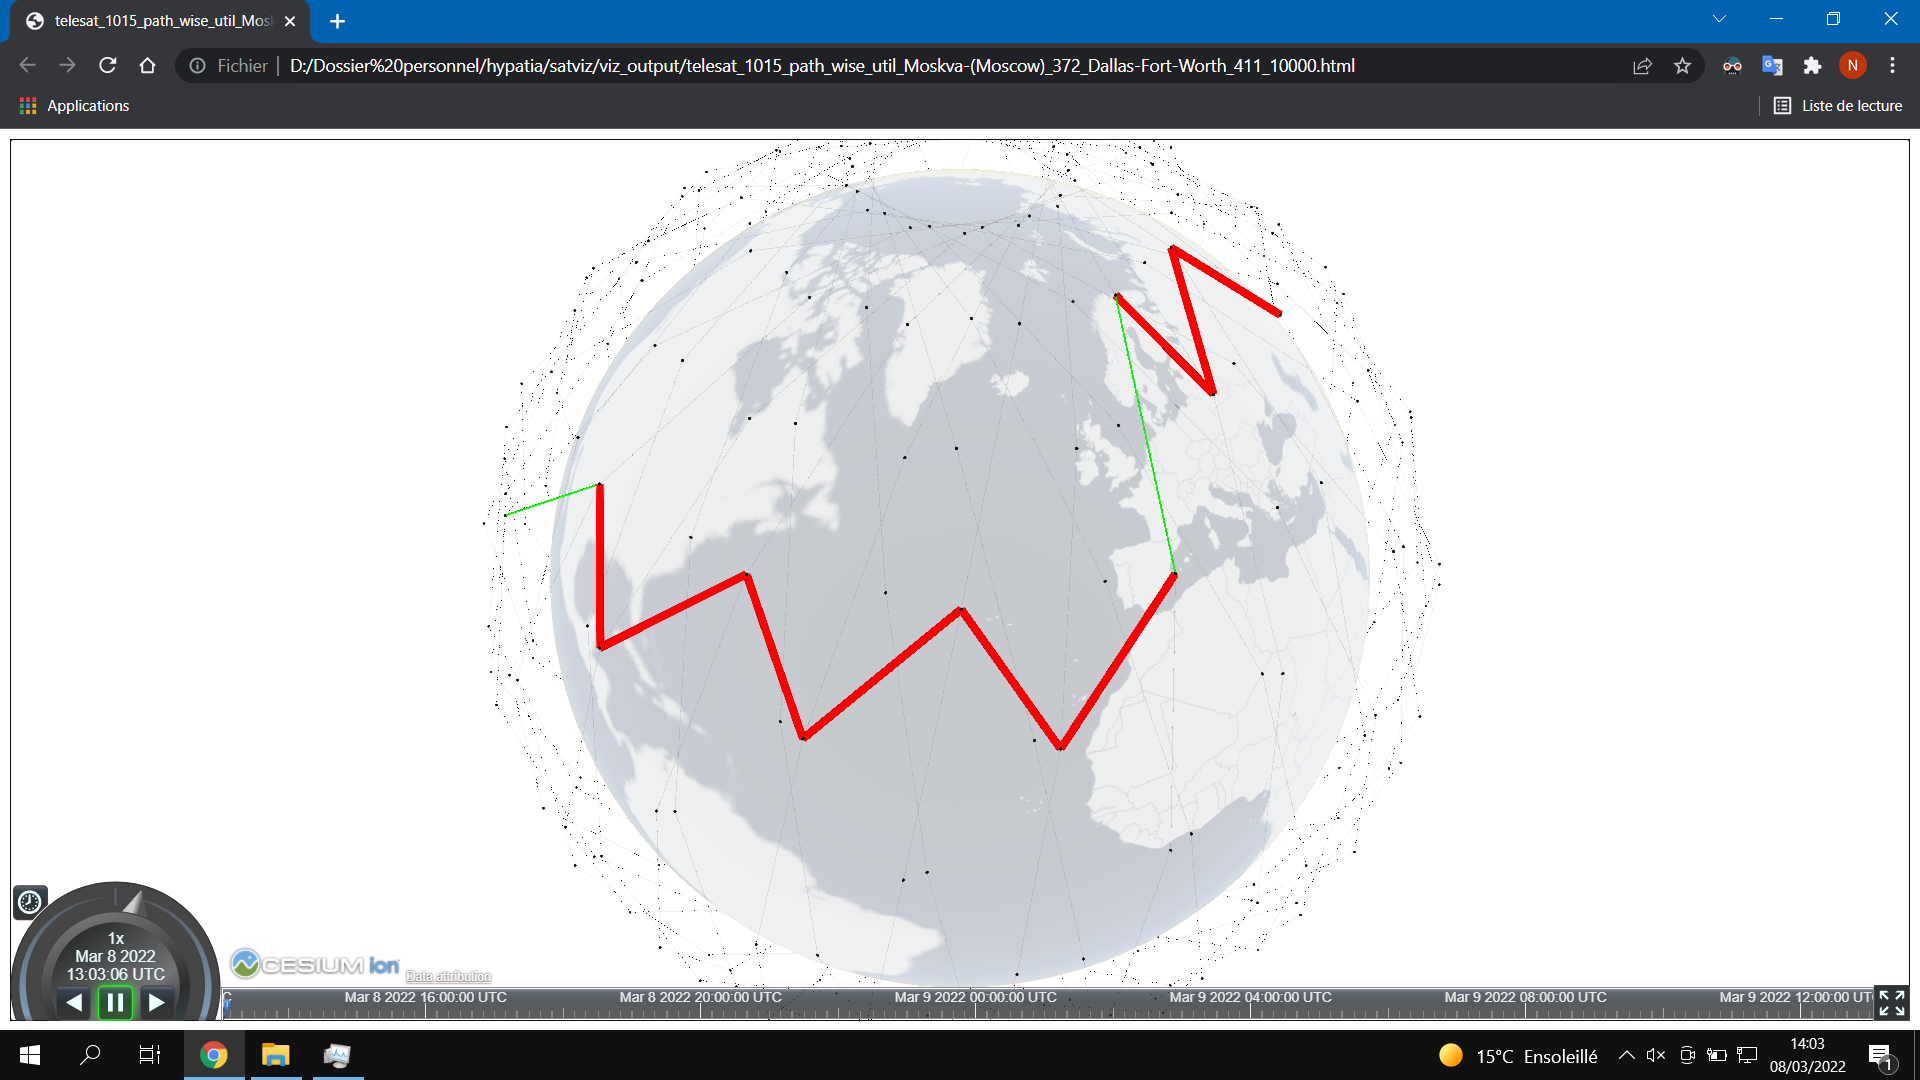 telesat_1015_path_wise_util_Mos
Fichier
D:/Dossier%20personnel/hypatia/satviz/viz_output/telesat_1015_path_wise_util_Moskva-(Moscow)_372_Dallas-Fort-Worth_411_10000.html
N
Applications
Liste de lecture
1x
Mar 8 2022
13:03:06 UTC
CESIUM ion
Data attribution
C
Mar 8 2022 16:00:00 UTC
Mar 8 2022 20:00:00 UTC
Mar 9 2022 00:00:00 UTC
Mar 9 2022 04:00:00 UTC
Mar 9 2022 08:00:00 UTC
Mar 9 2022 12:00:00 UT
15°C Ensoleillé
14:03
08/03/2022
1